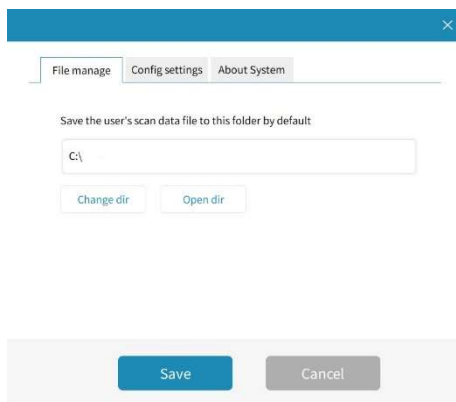 File manage Config settings About System
Save the user's scan data file to this folder by default
C:\
Change dir Open dir
Save Cancel